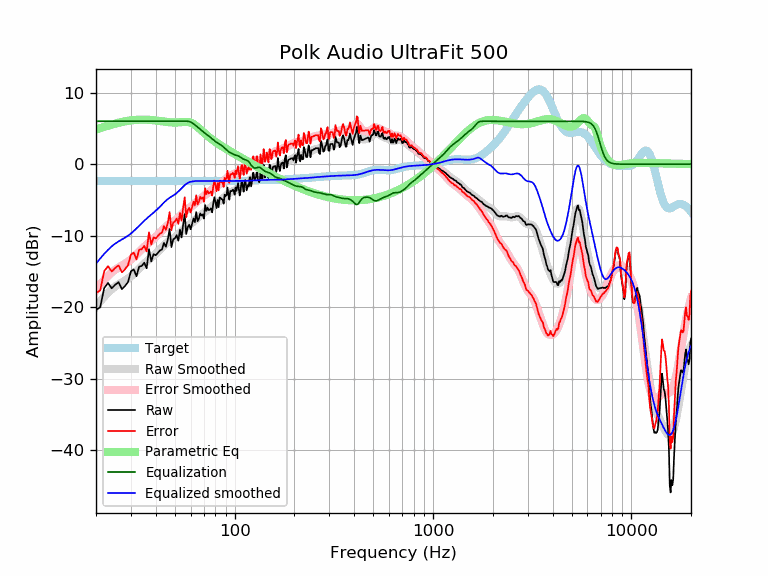 Polk Audio UltraFit 500
Amplitude (dBr)
10
0
−10
−20
−30
−40
Target
Raw Smoothed
Error Smoothed
Raw
Error
Parametric Eq
Equalization
Equalized smoothed
100
1000
10000
Frequency (Hz)